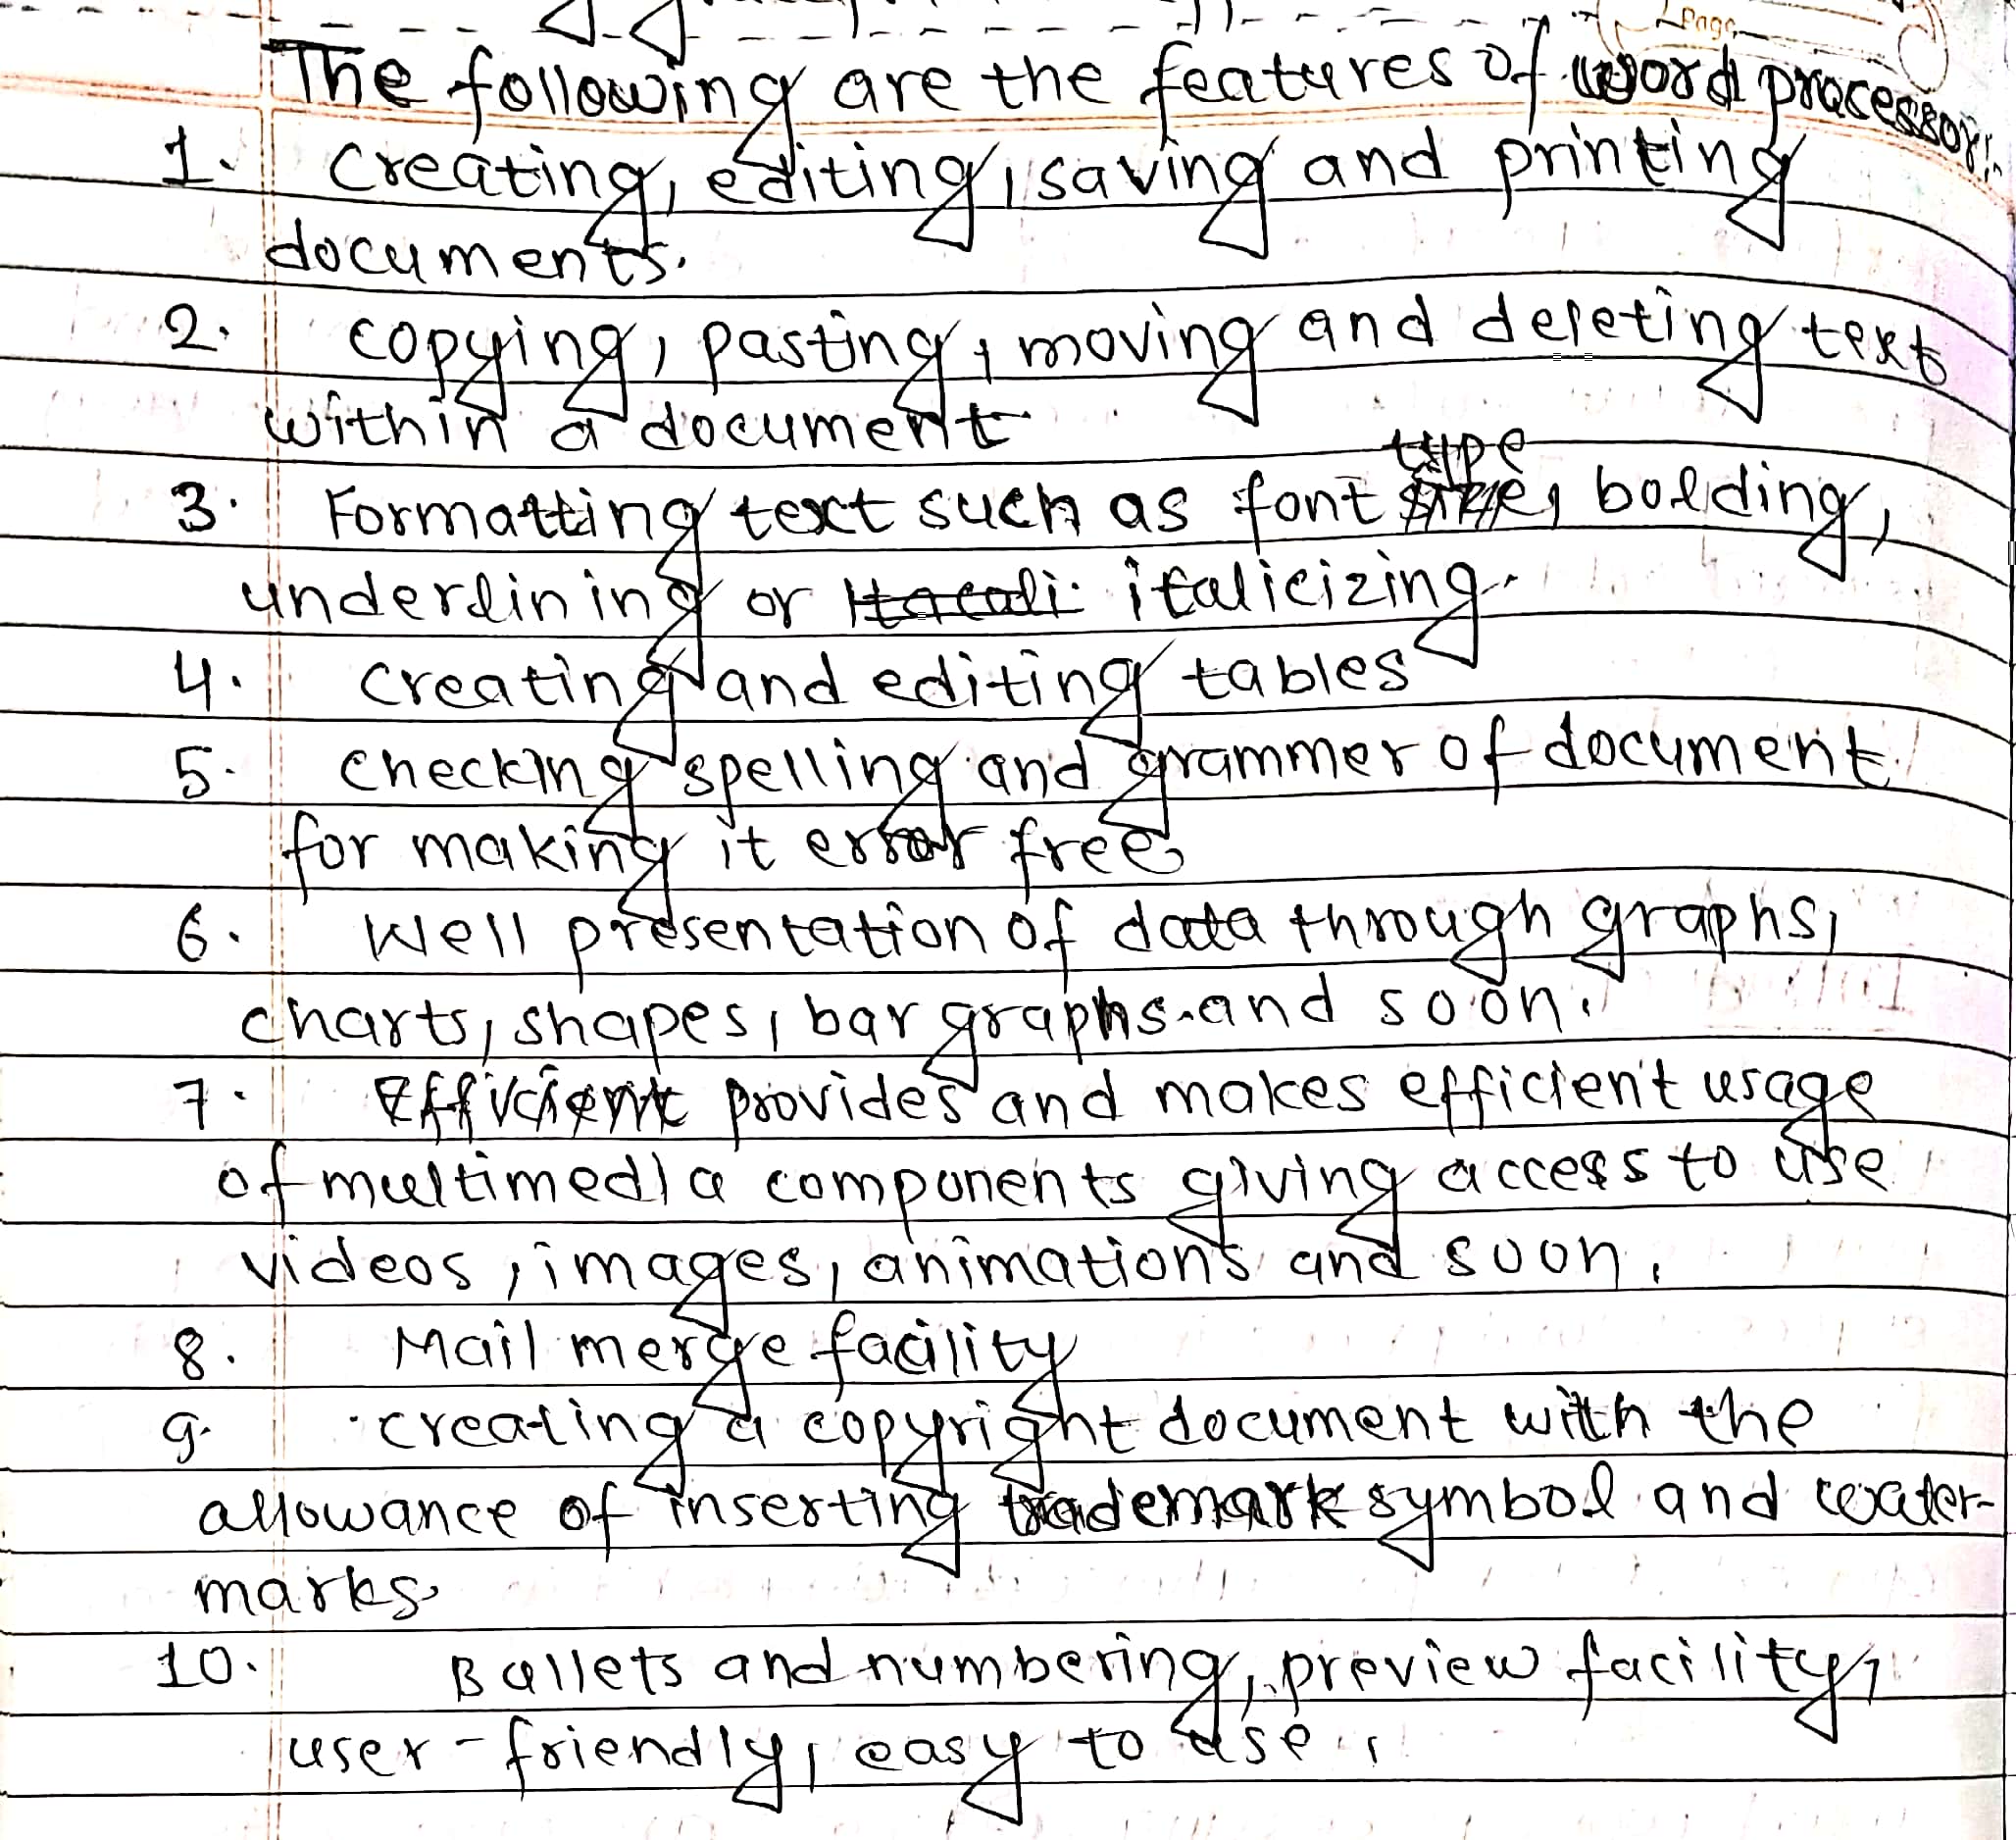 Page
The following are the features of word processor:
1. Creating, editing, saving and printing
documents.
2. copying, pasting, moving and deleting text
within a document
type
3. Formatting text such as font size, bolding,
underlining or Itacali italicizing.
4. creating and editing tables
5. checking spelling and grammer of document
for making it error free
6. Well presentation of data through graphs,
charts, shapes, bar graphs and soon.
7. Efficient provides and makes efficient usage
of multimedia components giving access to use
videos, images, animations and soon.
8. Mail merge facility
9. creating a copyright document with the
allowance of inserting trademark symbol and water-
marks
10. Bullets and numbering, preview facility,
user-friendly, easy to use.